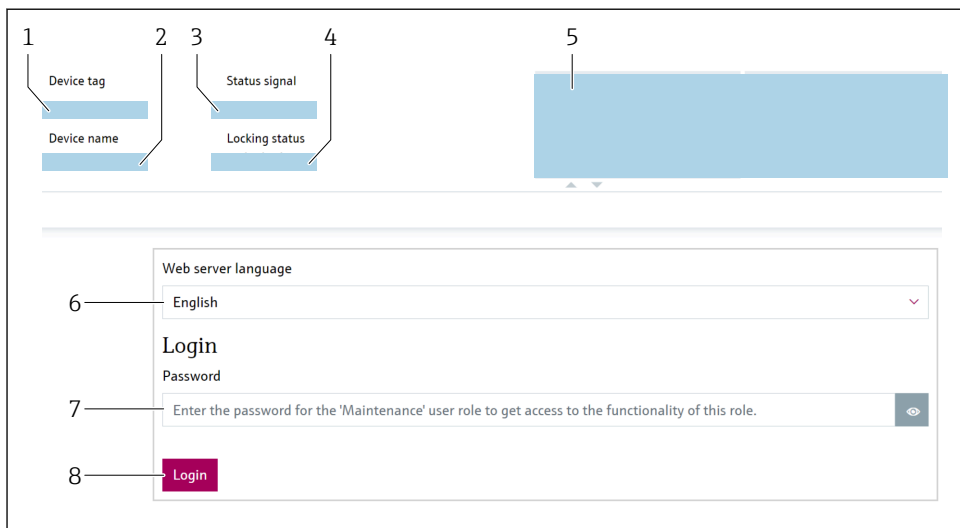 1
2
3
4
5
Device tag
Status signal
Device name
Locking status
Web server language
6
English
Login
Password
7
Enter the password for the 'Maintenance' user role to get access to the functionality of this role.
8
Login